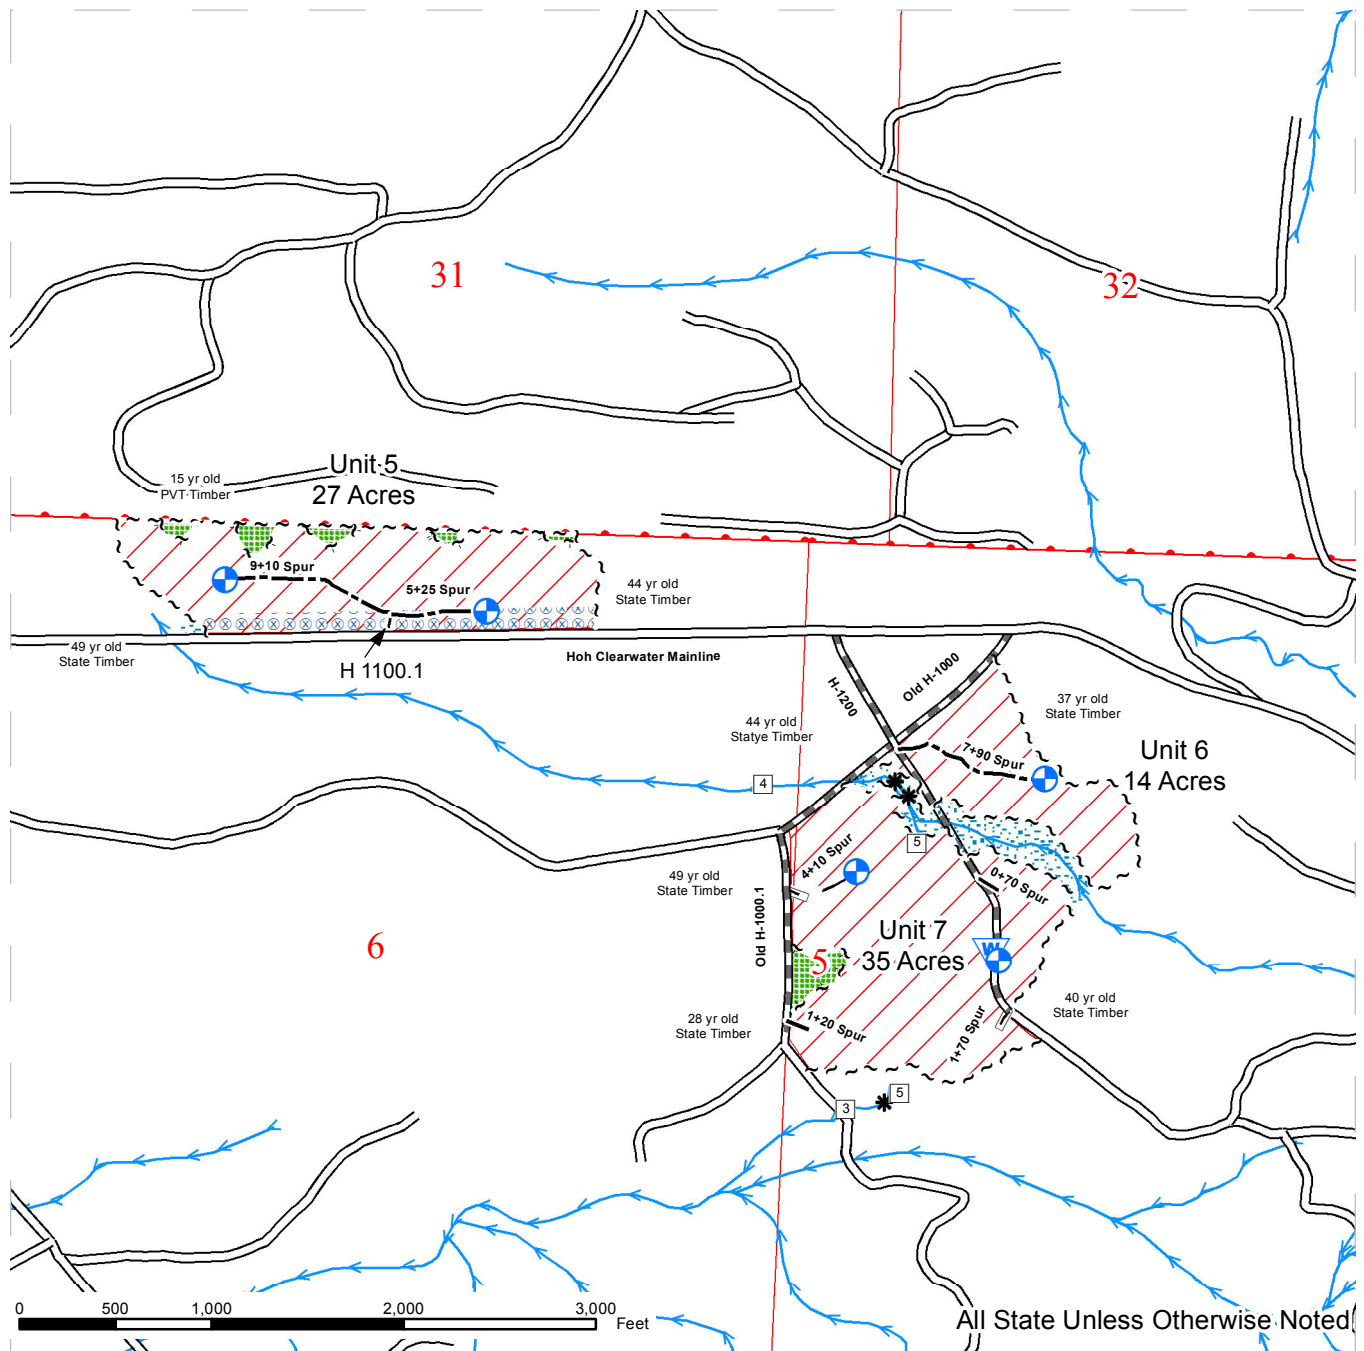 31
32
Unit 5
27 Acres
15 yr old
PVT Timber
9+10 Spur
5+25 Spur
44 yr old
State Timber
49 yr old
State Timber
H 1100.1
Hoh Clearwater Mainline
H-1200
Old H-1000
37 yr old
State Timber
44 yr old
Statye Timber
7+90 Spur
Unit 6
14 Acres
4
5
4+10 Spur
49 yr old
State Timber
0+70 Spur
Old H-1000.1
Unit 7
35 Acres
W
6
5
28 yr old
State Timber
1+20 Spur
1+70 Spur
40 yr old
State Timber
5
3
0 500 1,000 2,000 3,000
Feet
All State Unless Otherwise Noted